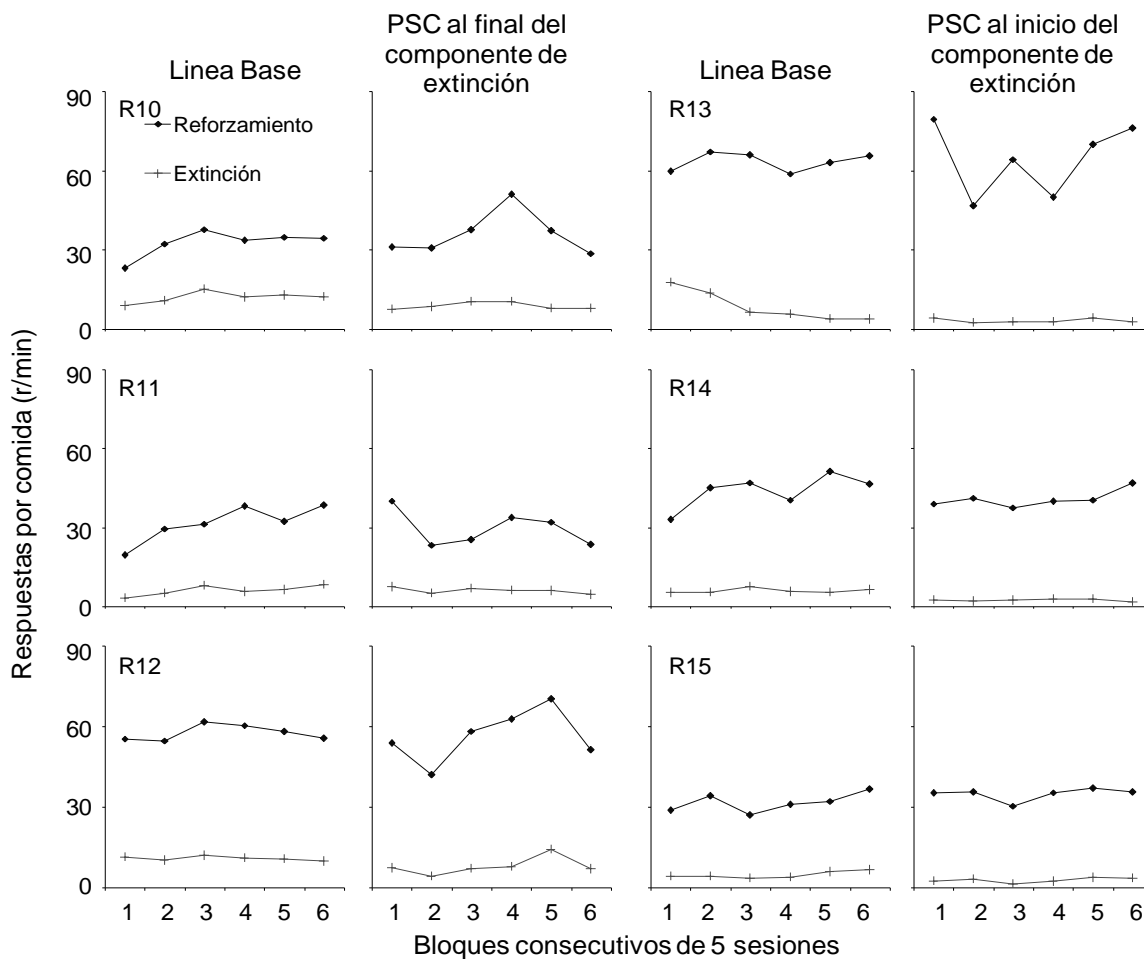 PSC al final del
componente de
extinción
PSC al inicio del
componente de
extinción
Linea Base
Linea Base
Respuestas por comida (r/min)
90
60
30
0
R10
Reforzamiento
Extinción
R13
90
60
30
0
R11
R14
90
60
30
0
R12
R15
1 2 3 4 5 6
1 2 3 4 5 6
1 2 3 4 5 6
1 2 3 4 5 6
Bloques consecutivos de 5 sesiones